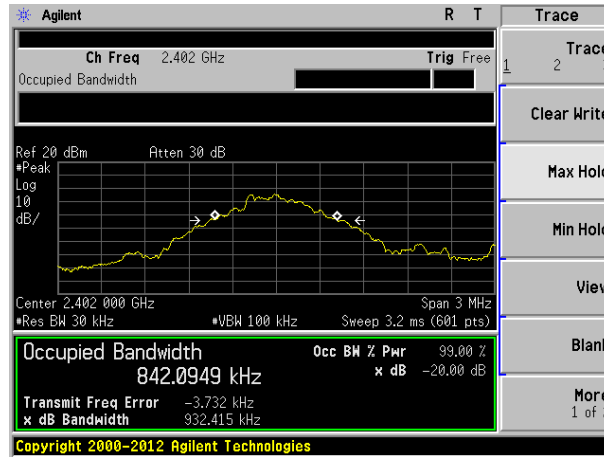 Agilent R T Trace
Ch Freq 2.402 GHz Trig Free
Occupied Bandwidth
Trace
1 2
Clear Write
Max Hold
Min Hold
View
Blank
More
1 of
Ref 20 dBm Atten 30 dB
#Peak
Log
10
dB/
Center 2.402 000 GHz Span 3 MHz
#Res BW 30 kHz #VBW 100 kHz Sweep 3.2 ms (601 pts)
Occupied Bandwidth Occ BW % Pwr 99.00 %
842.0949 kHz x dB -20.00 dB
Transmit Freq Error -3.732 kHz
x dB Bandwidth 932.415 kHz
Copyright 2000-2012 Agilent Technologies